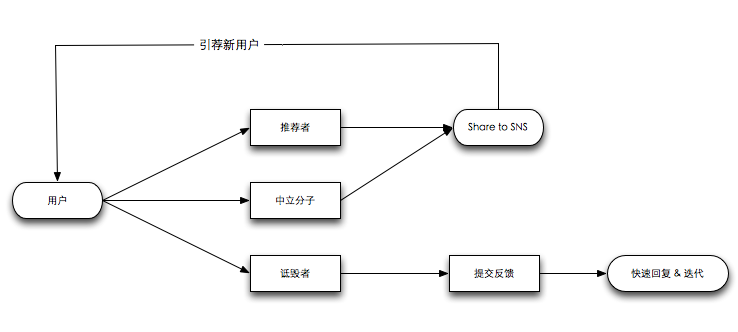 引荐新用户
推荐者
Share to SNS
用户
中立分子
诋毁者
提交反馈
快速回复 & 迭代